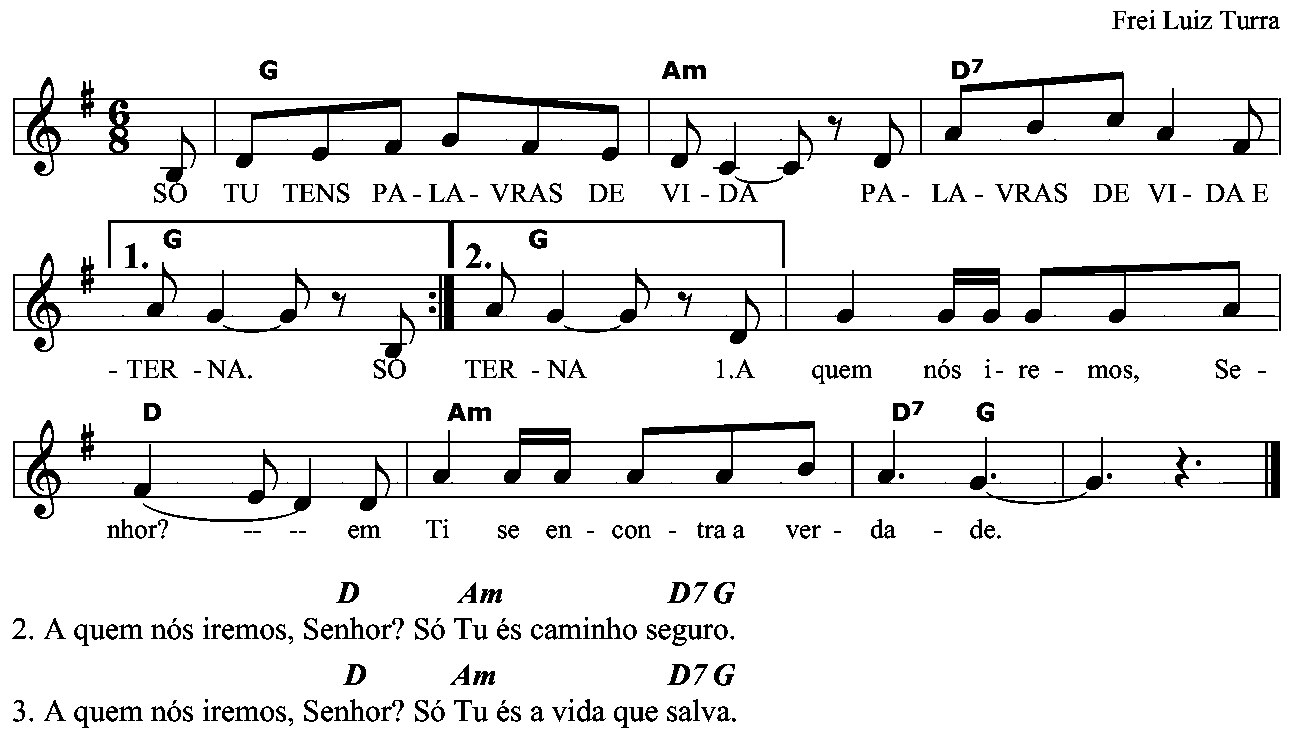 Frei Luiz Turra
G Am D7
6
8
SÓ TU TENS PA - LA - VRAS DE VI - DA PA - LA - VRAS DE VI - DA E
1. G 2. G
- TER - NA. SÓ TER - NA 1.A quem nós i - re - mos, Se -
D Am D7 G
nhor? -- -- em Ti se en - con - tra a ver - da - de.
D Am D7 G
2. A quem nós iremos, Senhor? Só Tu és caminho seguro.
D Am D7 G
3. A quem nós iremos, Senhor? Só Tu és a vida que salva.